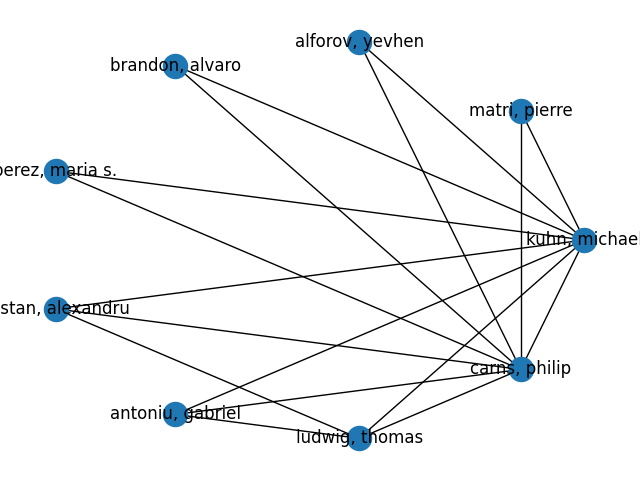 alforov, yevhen
brandon, alvaro
matri, pierre
perez, maria s.
kuhn, michael
stan, alexandru
carns, philip
antoniu, gabriel
ludwig, thomas